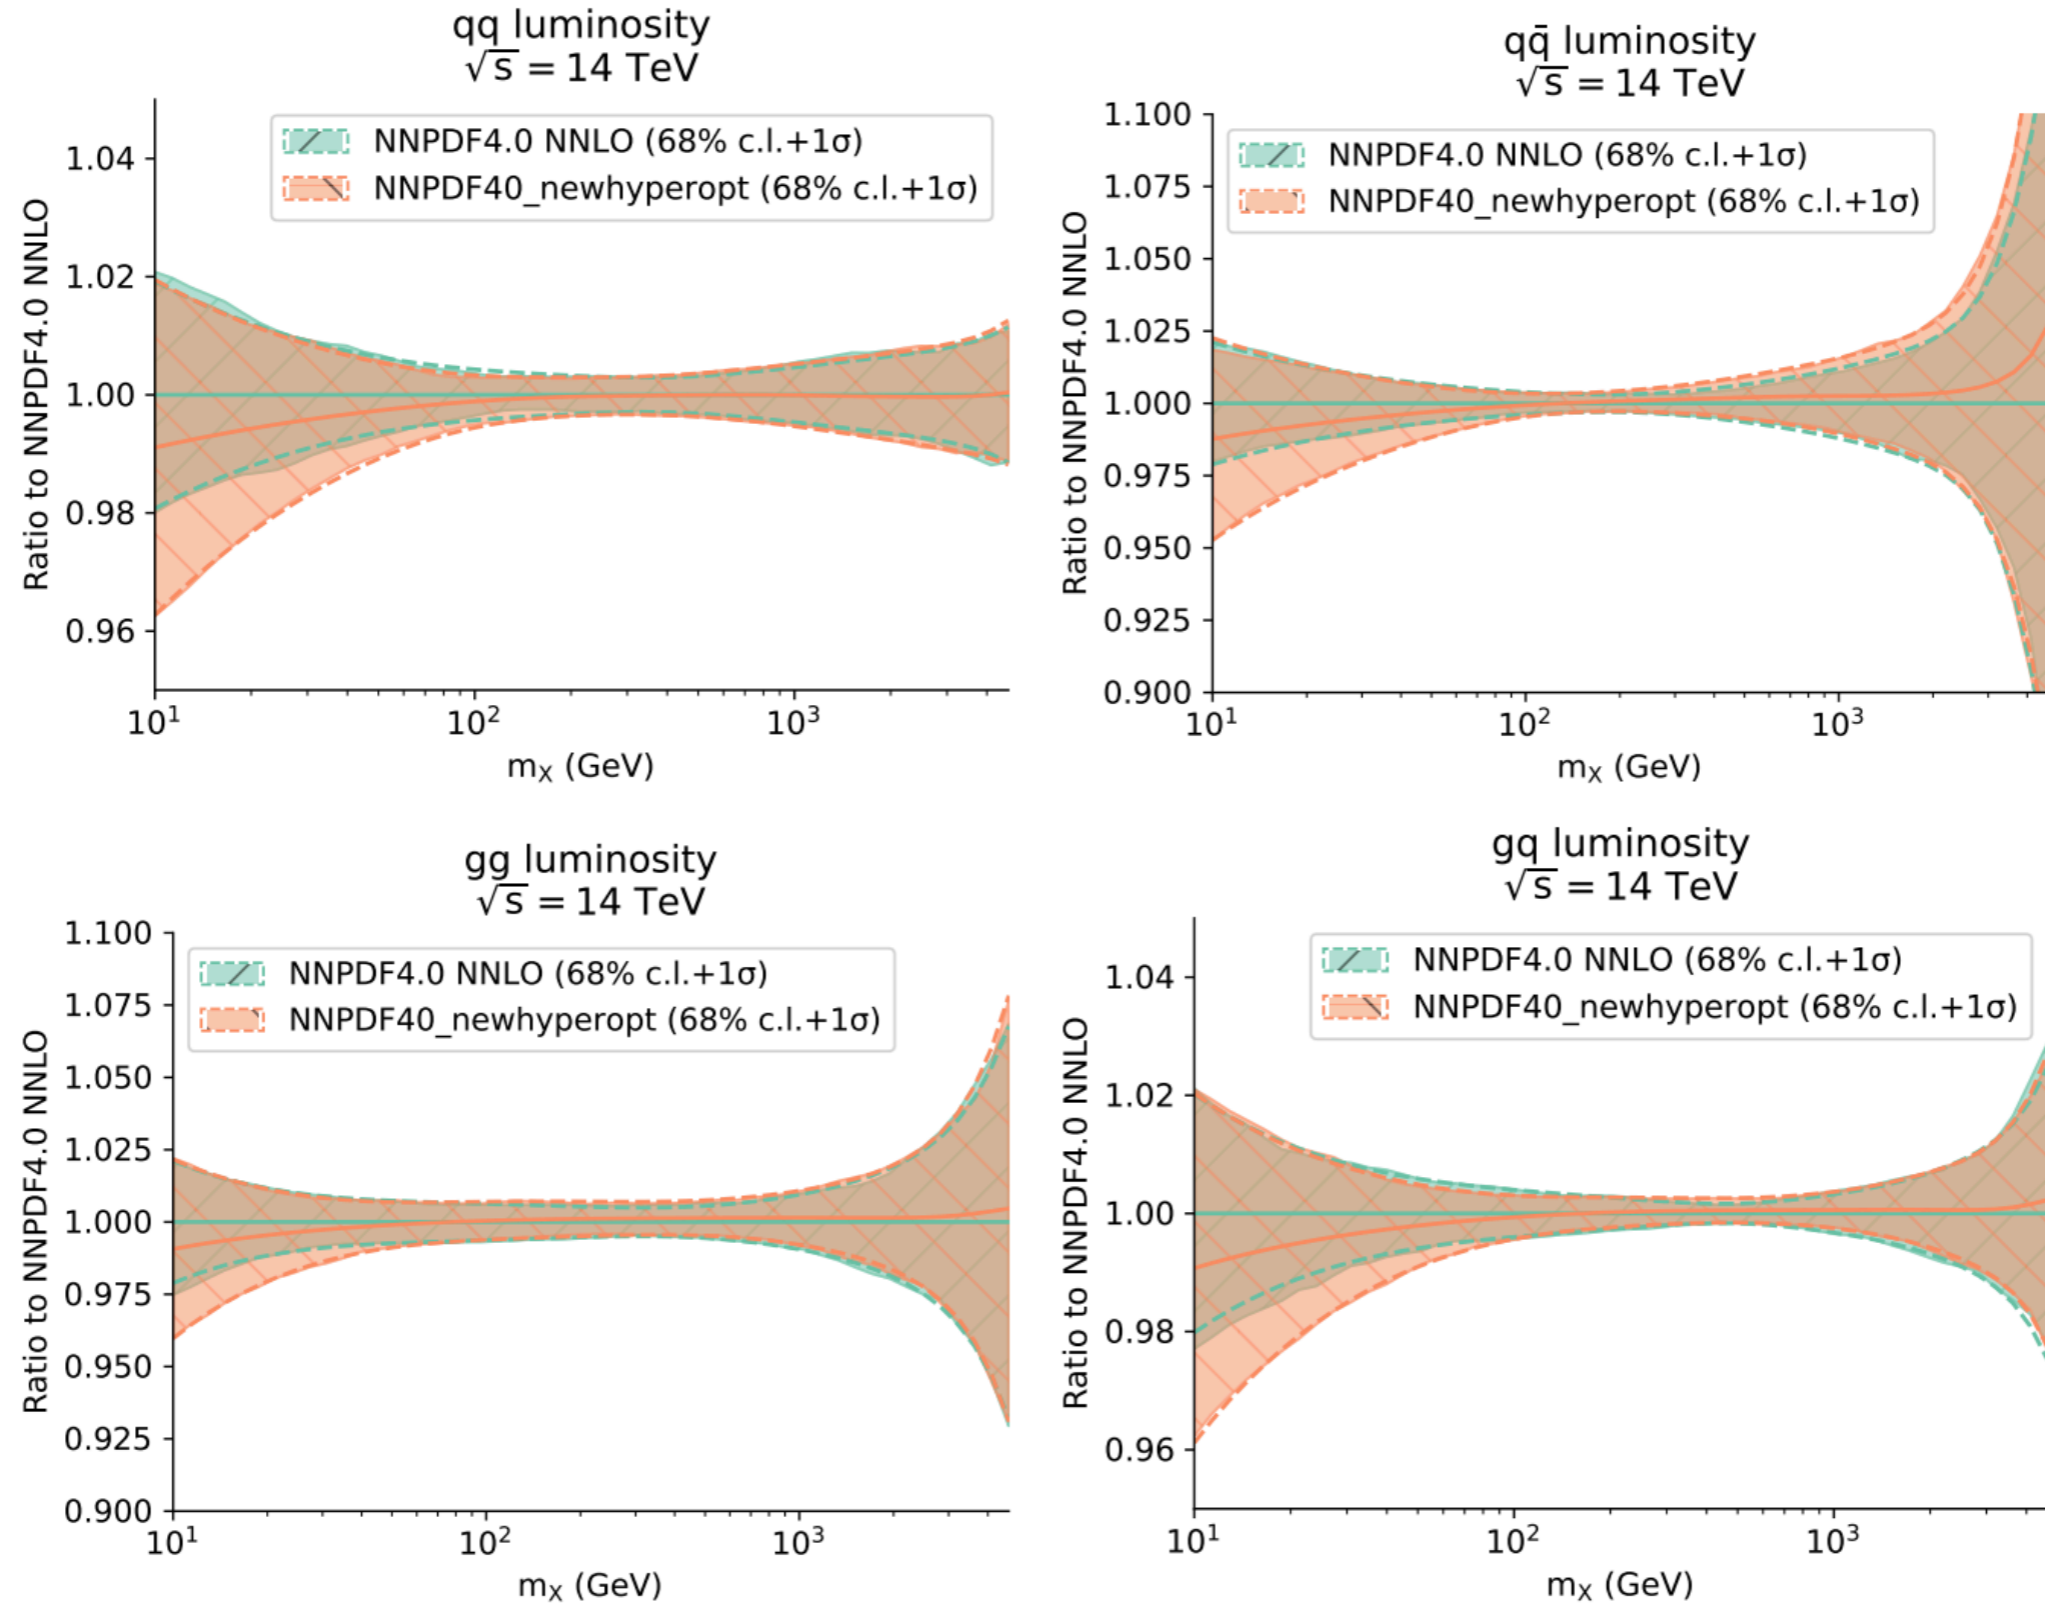 qq luminosity
√s = 14 TeV
NNPDF4.0 NNLO (68% c.l.+1σ)
NNPDF40_newhyperopt (68% c.l.+1σ)
Ratio to NNPDF4.0 NNLO
1.04
1.02
1.00
0.98
0.96
10¹ 10² 10³
mX (GeV)
qq̄ luminosity
√s = 14 TeV
NNPDF4.0 NNLO (68% c.l.+1σ)
NNPDF40_newhyperopt (68% c.l.+1σ)
Ratio to NNPDF4.0 NNLO
1.100
1.075
1.050
1.025
1.000
0.975
0.950
0.925
0.900
10¹ 10² 10³
mX (GeV)
gg luminosity
√s = 14 TeV
NNPDF4.0 NNLO (68% c.l.+1σ)
NNPDF40_newhyperopt (68% c.l.+1σ)
Ratio to NNPDF4.0 NNLO
1.100
1.075
1.050
1.025
1.000
0.975
0.950
0.925
0.900
10¹ 10² 10³
mX (GeV)
gq luminosity
√s = 14 TeV
NNPDF4.0 NNLO (68% c.l.+1σ)
NNPDF40_newhyperopt (68% c.l.+1σ)
Ratio to NNPDF4.0 NNLO
1.04
1.02
1.00
0.98
0.96
10¹ 10² 10³
mX (GeV)